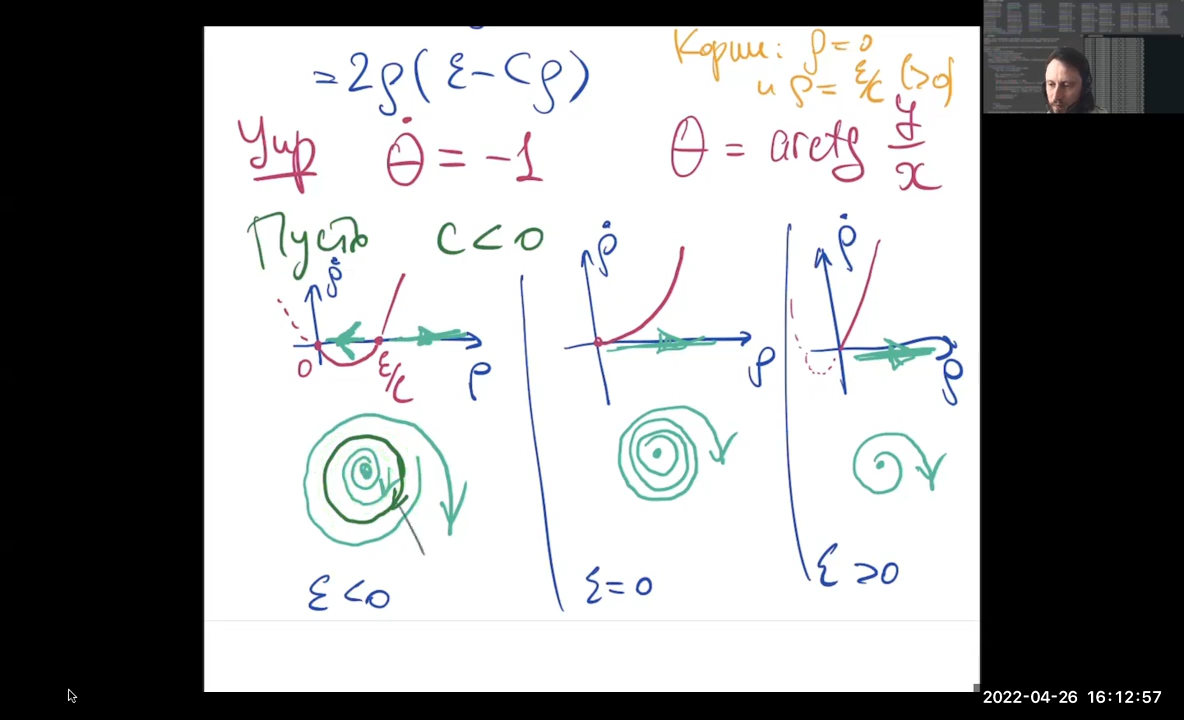 = 2ρ(ε - Cρ)
Корни: ρ = 0
и ρ = ε/C (>0)
Упр θ̇ = -1 θ = arctg y/x
Пусть C < 0
ρ̇ ρ̇ ρ̇
0 ε/C ρ ρ ρ
ε < 0 ε = 0 ε > 0
2022-04-26 16:12:57